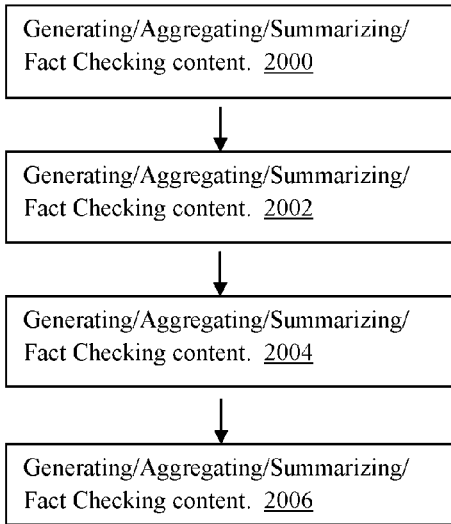 Generating/Aggregating/Summarizing/
Fact Checking content.  2000
Generating/Aggregating/Summarizing/
Fact Checking content.  2002
Generating/Aggregating/Summarizing/
Fact Checking content.  2004
Generating/Aggregating/Summarizing/
Fact Checking content.  2006